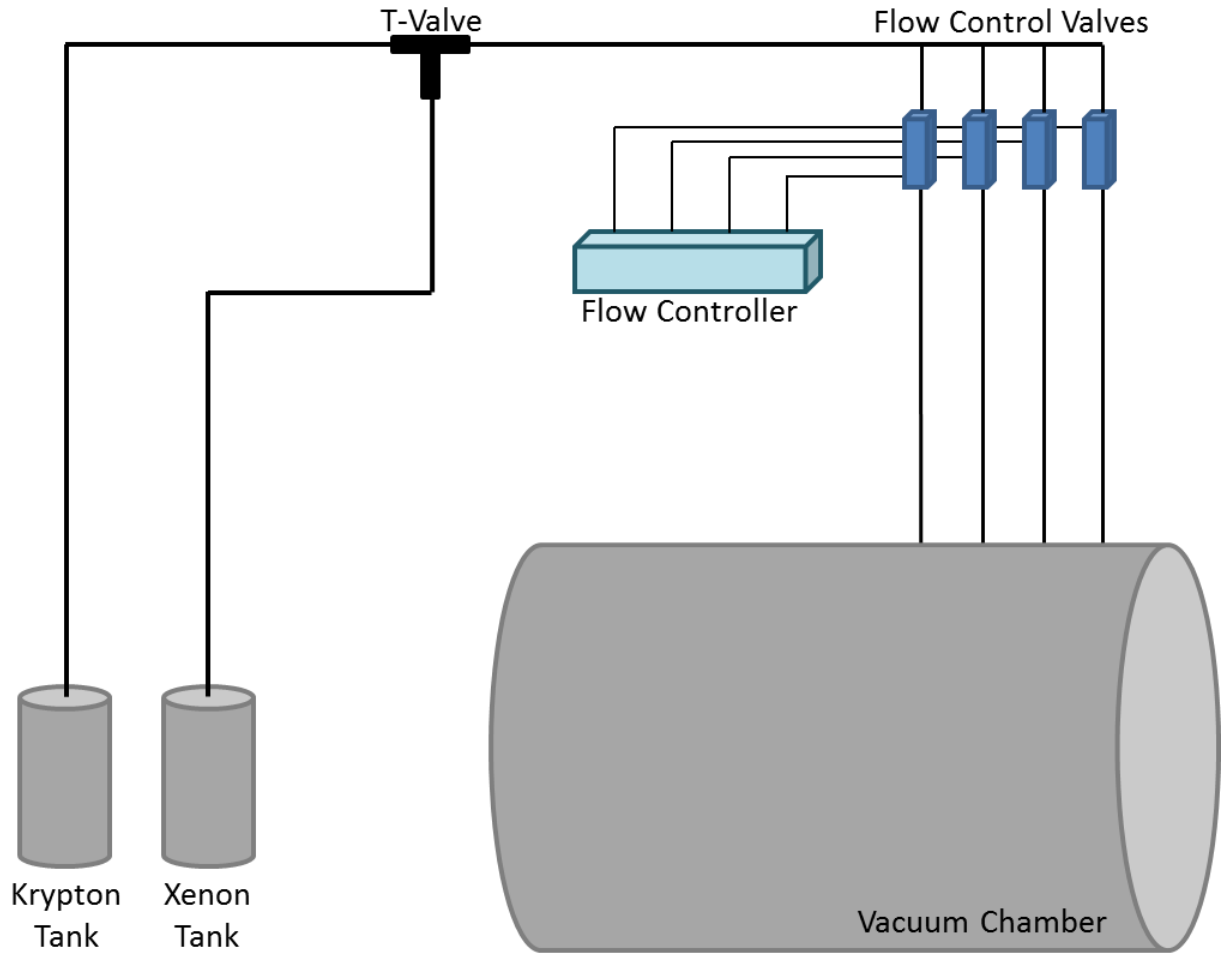 T-Valve
Flow Control Valves
Flow Controller
Krypton
Tank
Xenon
Tank
Vacuum Chamber